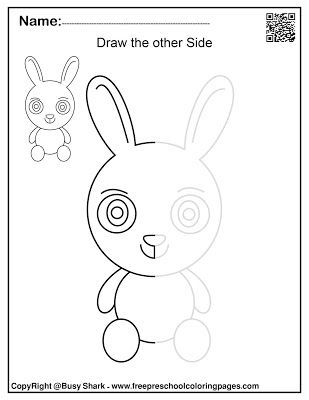 Name:
Draw the other Side
CopyRight @Busy Shark - www.freepreschoolcoloringpages.com